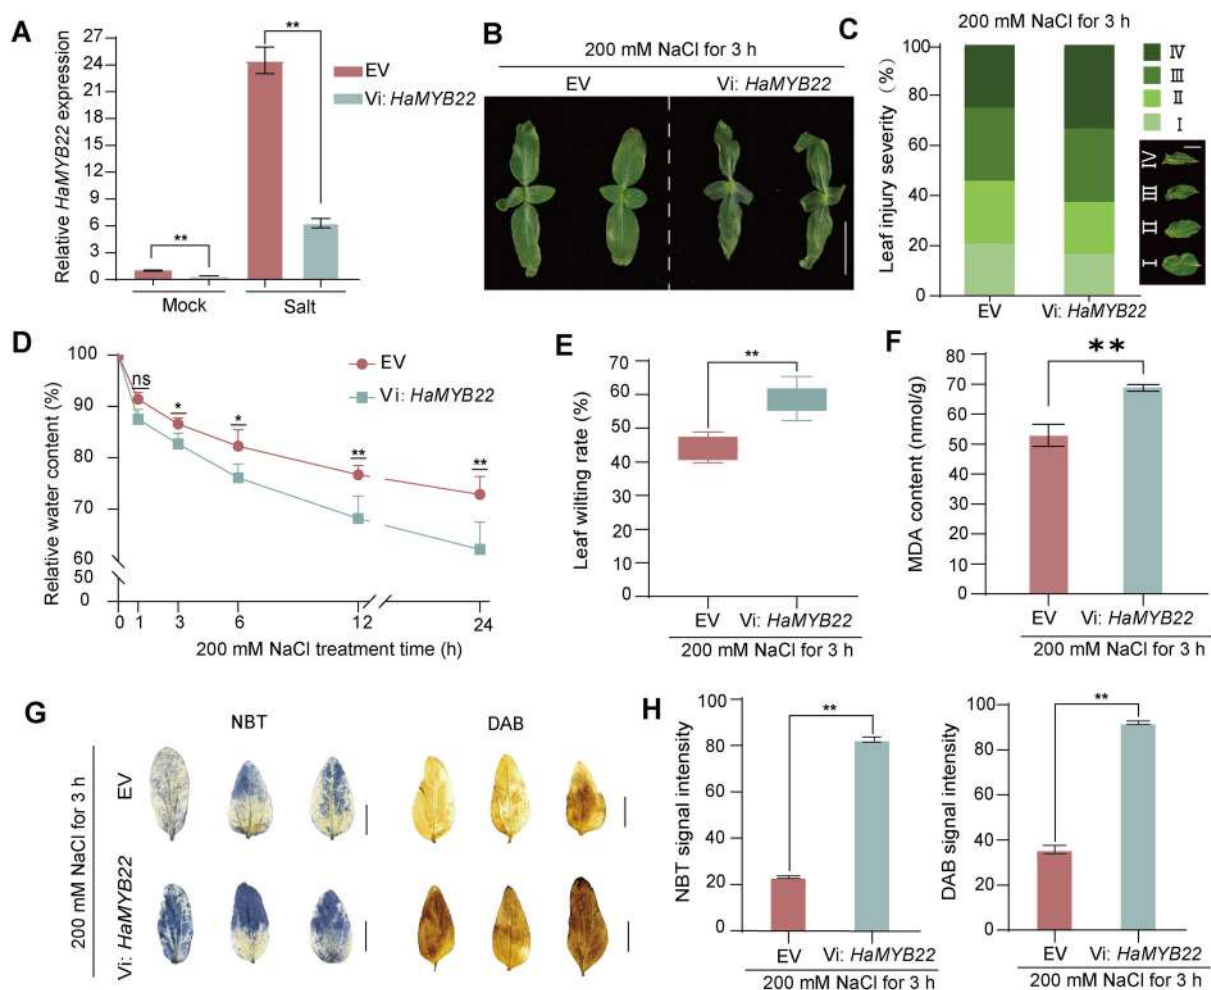 A
Relative HaMYB22 expression
27
24
21
18
15
12
9
6
3
0
**
**
EV
Vi: HaMYB22
Mock
Salt
B
200 mM NaCl for 3 h
EV
Vi: HaMYB22
C
200 mM NaCl for 3 h
Leaf injury severity (%)
100
80
60
40
20
0
EV
Vi: HaMYB22
Ⅳ
Ⅲ
Ⅱ
Ⅰ
Ⅳ
Ⅲ
Ⅱ
Ⅰ
D
Relative water content (%)
100
90
80
70
60
50
0
ns
*
*
**
**
EV
Vi: HaMYB22
0 1 3 6 12 24
200 mM NaCl treatment time (h)
E
Leaf wilting rate (%)
70
60
50
40
30
20
10
0
**
EV Vi: HaMYB22
200 mM NaCl for 3 h
F
MDA content (nmol/g)
80
70
60
50
40
30
20
10
0
**
EV Vi: HaMYB22
200 mM NaCl for 3 h
G
NBT
DAB
200 mM NaCl for 3 h
EV
Vi: HaMYB22
H
NBT signal intensity
100
80
60
40
20
0
**
EV Vi: HaMYB22
200 mM NaCl for 3 h
DAB signal intensity
100
80
60
40
20
0
**
EV Vi: HaMYB22
200 mM NaCl for 3 h